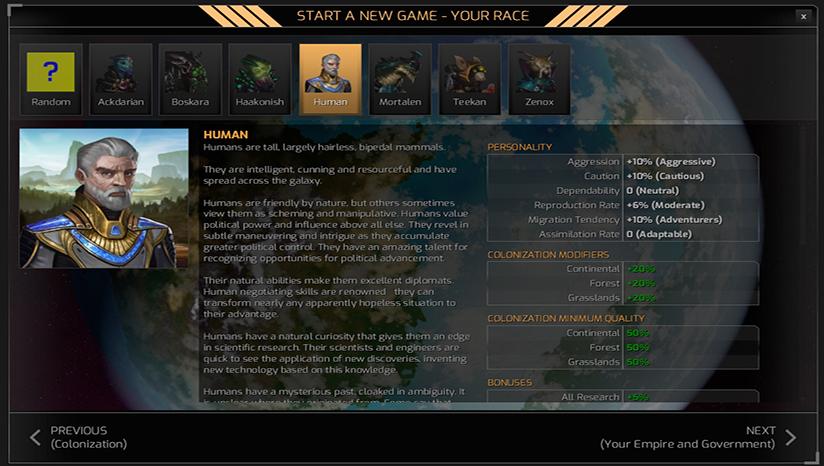 START A NEW GAME - YOUR RACE
x
?
Random
Ackdarian
Boskara
Haakonish
Human
Mortalen
Teekan
Zenox
HUMAN
Humans are tall, largely hairless, bipedal mammals.
They are intelligent, cunning and resourceful and have
spread across the galaxy.
Humans are friendly by nature, but others sometimes
view them as scheming and manipulative. Humans value
political power and influence above all else. They revel in
subtle maneuvering and intrigue as they accumulate
greater political control. They have an amazing talent for
recognizing opportunities for political advancement.
Their natural abilities make them excellent diplomats.
Human negotiating skills are renowned they can
transform nearly any apparently hopeless situation to
their advantage.
Humans have a natural curiosity that gives them an edge
in scientific research. Their scientists and engineers are
quick to see the application of new discoveries, inventing
new technology based on this knowledge.
Humans have a mysterious past, cloaked in ambiguity. It
is unclear where they originated from. Some say that
PERSONALITY
Aggression +10% (Aggressive)
Caution +10% (Cautious)
Dependability 0 (Neutral)
Reproduction Rate +6% (Moderate)
Migration Tendency +10% (Adventurers)
Assimilation Rate 0 (Adaptable)
COLONIZATION MODIFIERS
Continental +20%
Forest +20%
Grasslands +20%
COLONIZATION MINIMUM QUALITY
Continental 50%
Forest 50%
Grasslands 50%
BONUSES
All Research +5%
PREVIOUS
(Colonization)
NEXT
(Your Empire and Government)